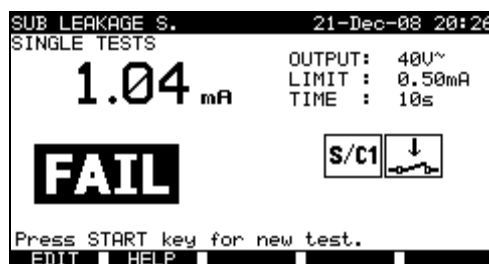 SUB LEAKAGE S. 21-Dec-08 20:26
SINGLE TESTS
OUTPUT: 40V~
1.04 mA
LIMIT : 0.50mA
TIME : 10s
S/C1
FAIL
Press START key for new test.
EDIT HELP